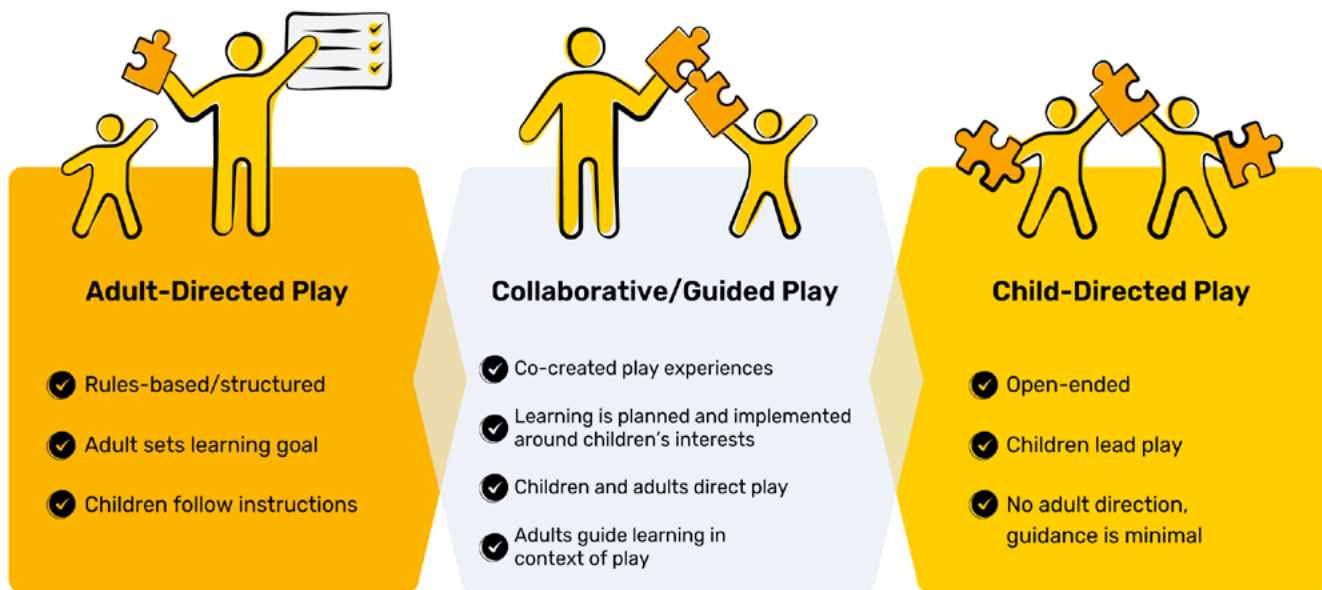 Adult-Directed Play
Rules-based/structured
Adult sets learning goal
Children follow instructions
Collaborative/Guided Play
Co-created play experiences
Learning is planned and implemented
around children’s interests
Children and adults direct play
Adults guide learning in
context of play
Child-Directed Play
Open-ended
Children lead play
No adult direction,
guidance is minimal